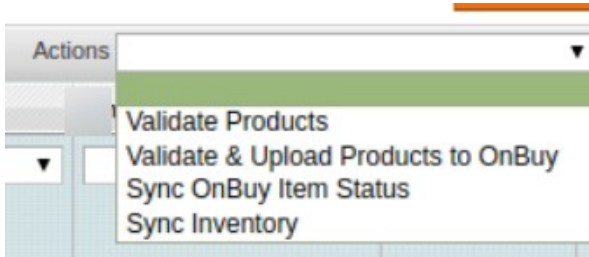 Actions
Validate Products
Validate & Upload Products to OnBuy
Sync OnBuy Item Status
Sync Inventory